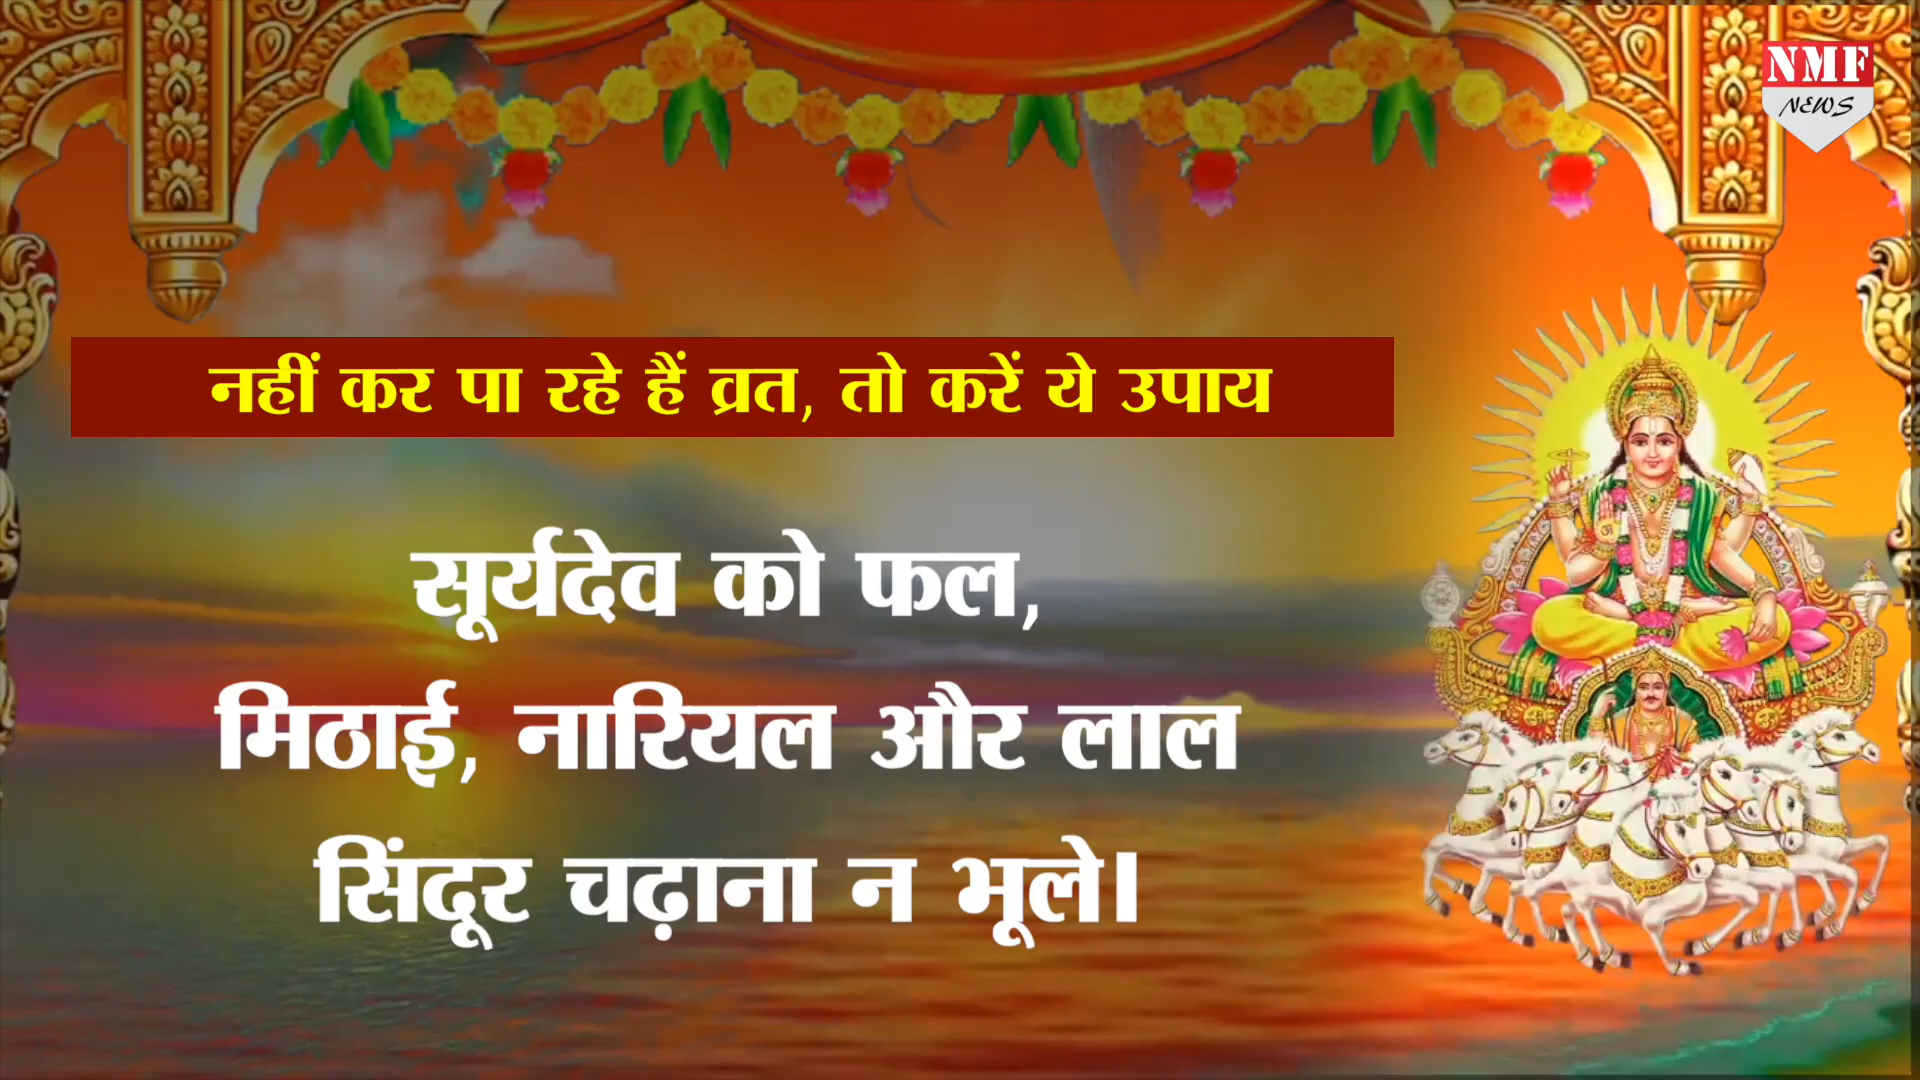 NMF
NEWS
नहीं कर पा रहे हैं व्रत, तो करें ये उपाय
सूर्यदेव को फल,
मिठाई, नारियल और लाल
सिंदूर चढ़ाना न भूले।